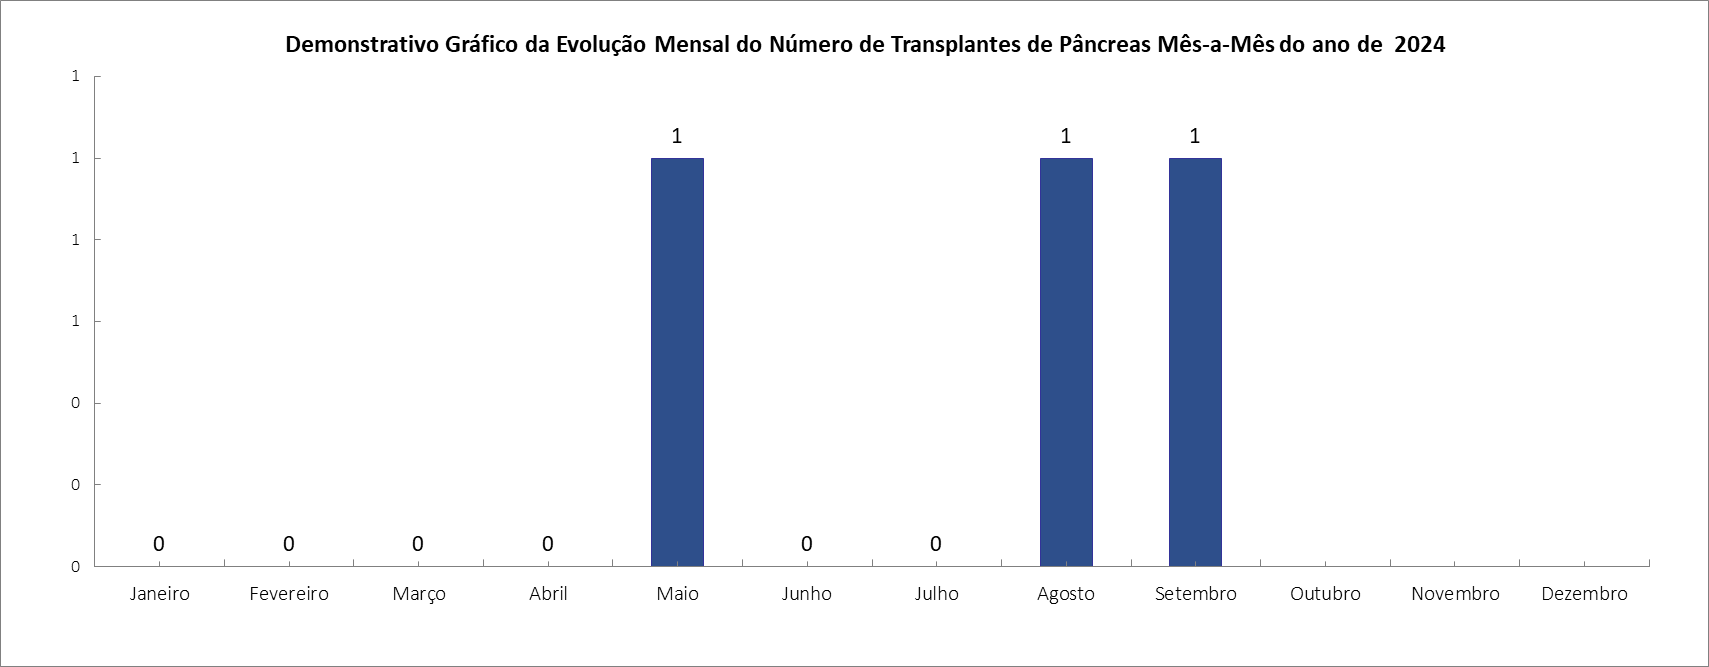 Demonstrativo Gráfico da Evolução Mensal do Número de Transplantes de Pâncreas Mês-a-Mês do ano de 2024
1
1
1
1
0
0
0
1 1 1
0 0 0 0 0 0
Janeiro Fevereiro Março Abril Maio Junho Julho Agosto Setembro Outubro Novembro Dezembro